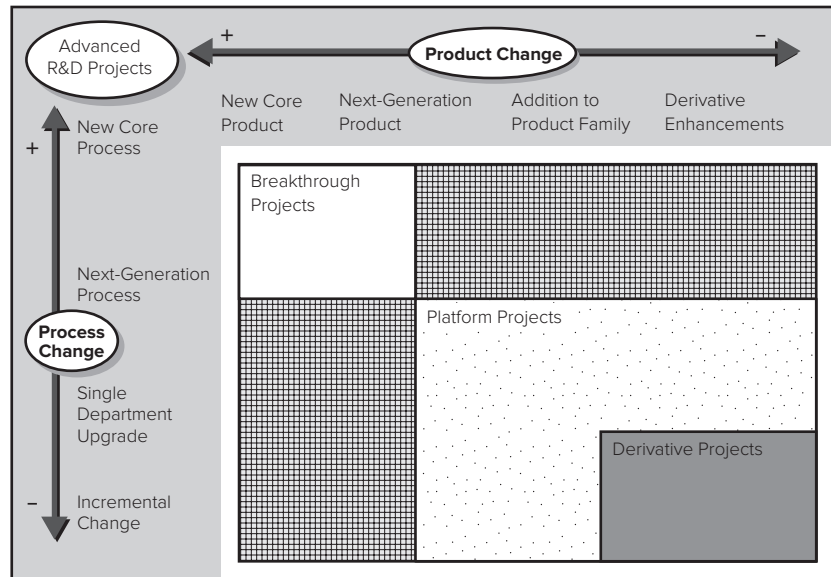 Advanced
R&D Projects
+
Product Change
–
New Core
Product
Next-Generation
Product
Addition to
Product Family
Derivative
Enhancements
New Core
Process
+
Next-Generation
Process
Process
Change
Single
Department
Upgrade
–
Incremental
Change
Breakthrough
Projects
Platform Projects
Derivative Projects